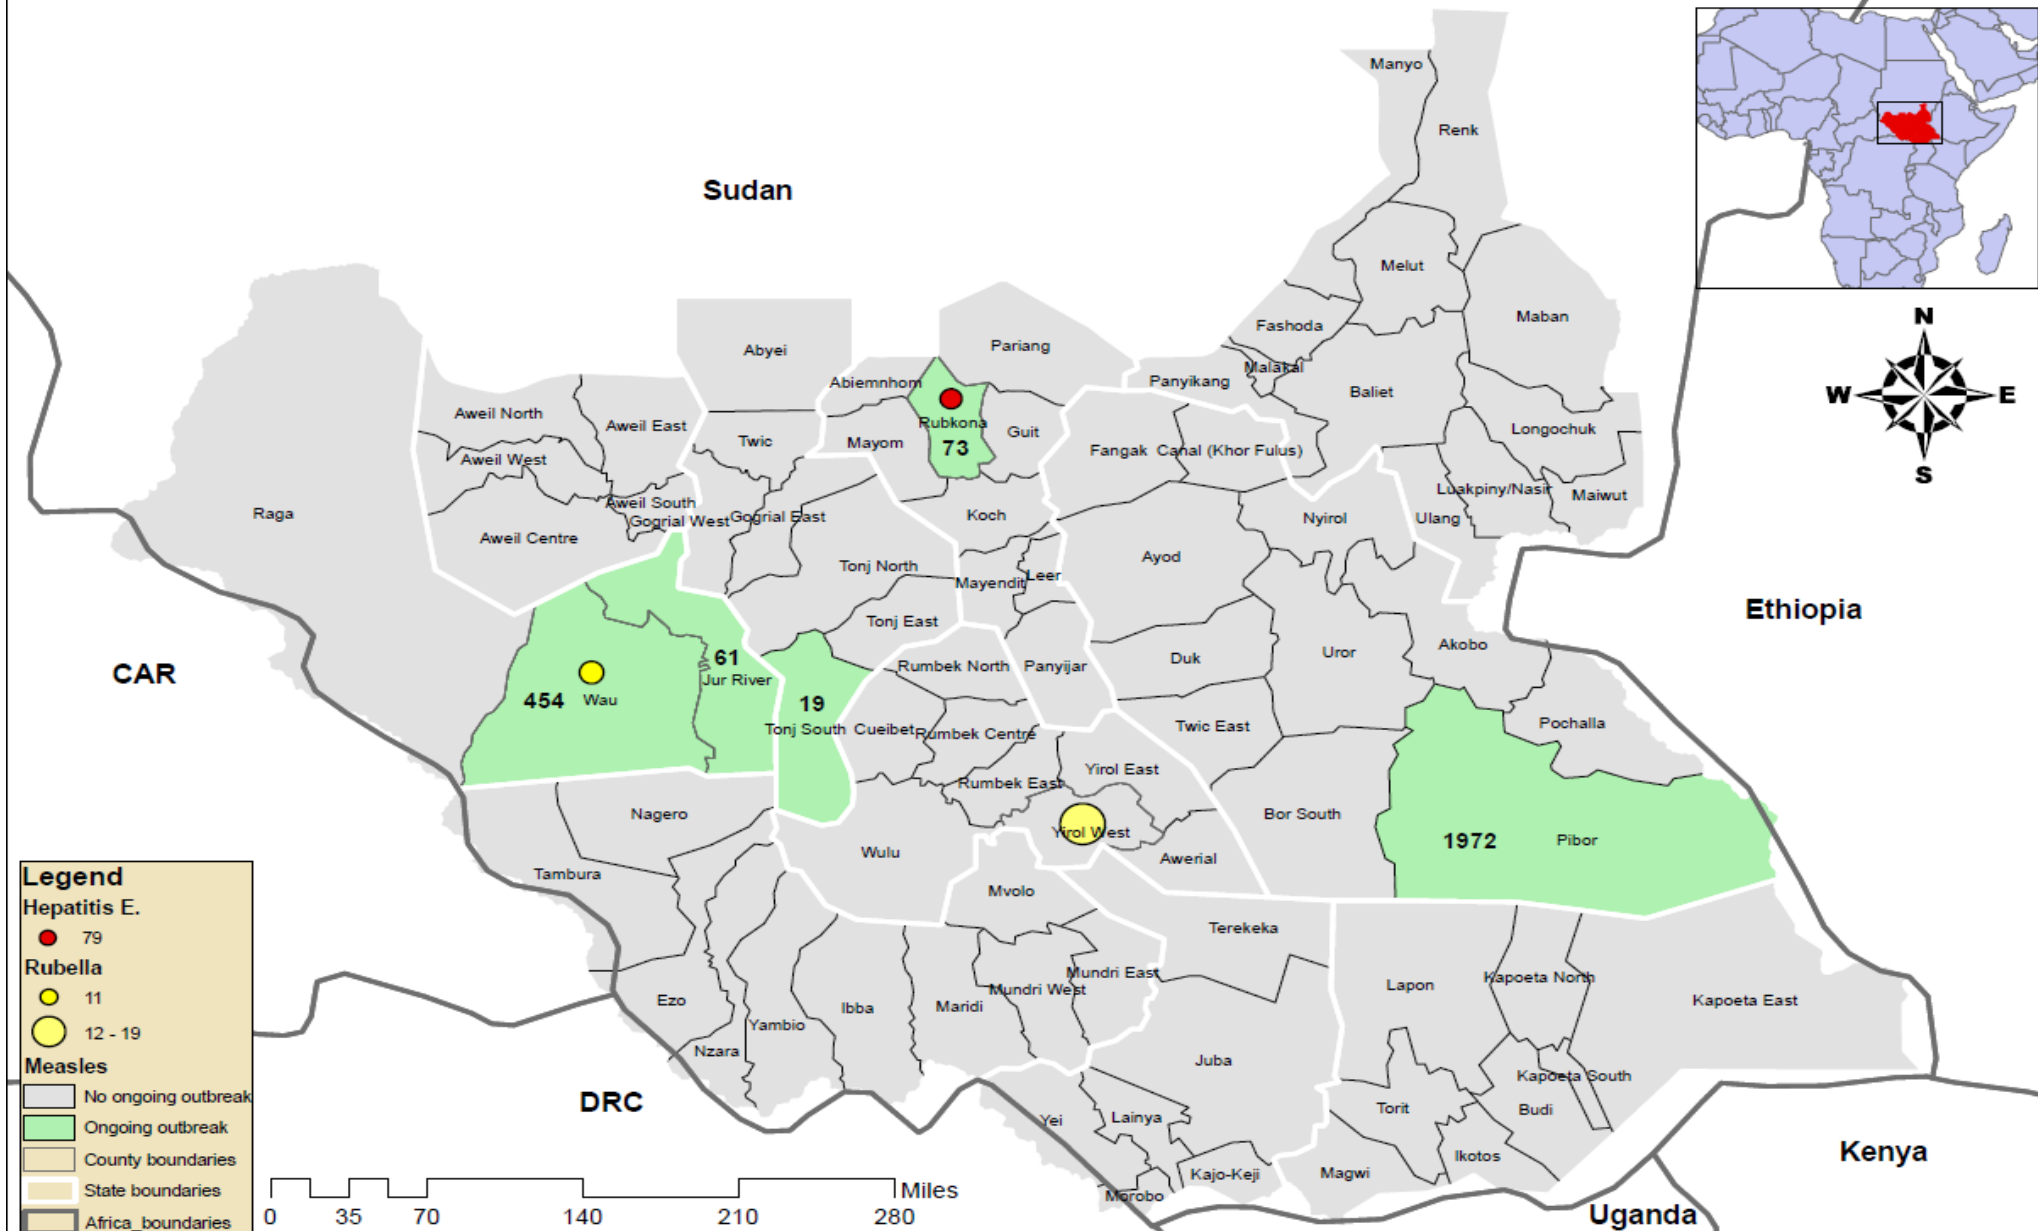 Manyo
Renk
Sudan
Melut
Maban
Fashoda
Abyei
Pariang
Malakal
Abiemnhom
Panyikang
Baliet
N
W
E
S
Aweil North
Aweil East
Twic
Mayom
Rubkona
73
Guit
Fangak
Canal (Khor Fulus)
Longochuk
Aweil West
Luakpiny/Nasir
Maiwut
Raga
Aweil South
Gogrial West
Gogrial East
Koch
Nyirol
Ulang
Aweil Centre
Tonj North
Ayod
Mayendit
Leer
Ethiopia
Tonj East
CAR
61
Jur River
Rumbek North
Panyijar
Duk
Uror
Akobo
454
Wau
19
Tonj South
Cueibet
Rumbek Centre
Twic East
Pochalla
Rumbek East
Yirol East
Nagero
Bor South
1972
Pibor
Yirol West
Wulu
Awerial
Tambura
Mvolo
Terekeka
Mundri East
Lapon
Kapoeta North
Kapoeta East
Ezo
Ibba
Maridi
Mundri West
Yambio
Nzara
Juba
Kapoeta South
DRC
Yei
Lainya
Torit
Budi
Kenya
Kajo-Keji
Magwi
Ikotos
Morobo
Uganda
Legend
Hepatitis E.
79
Rubella
11
12 - 19
Measles
No ongoing outbreak
Ongoing outbreak
County boundaries
State boundaries
Africa_boundaries
Miles
0 35 70 140 210 280